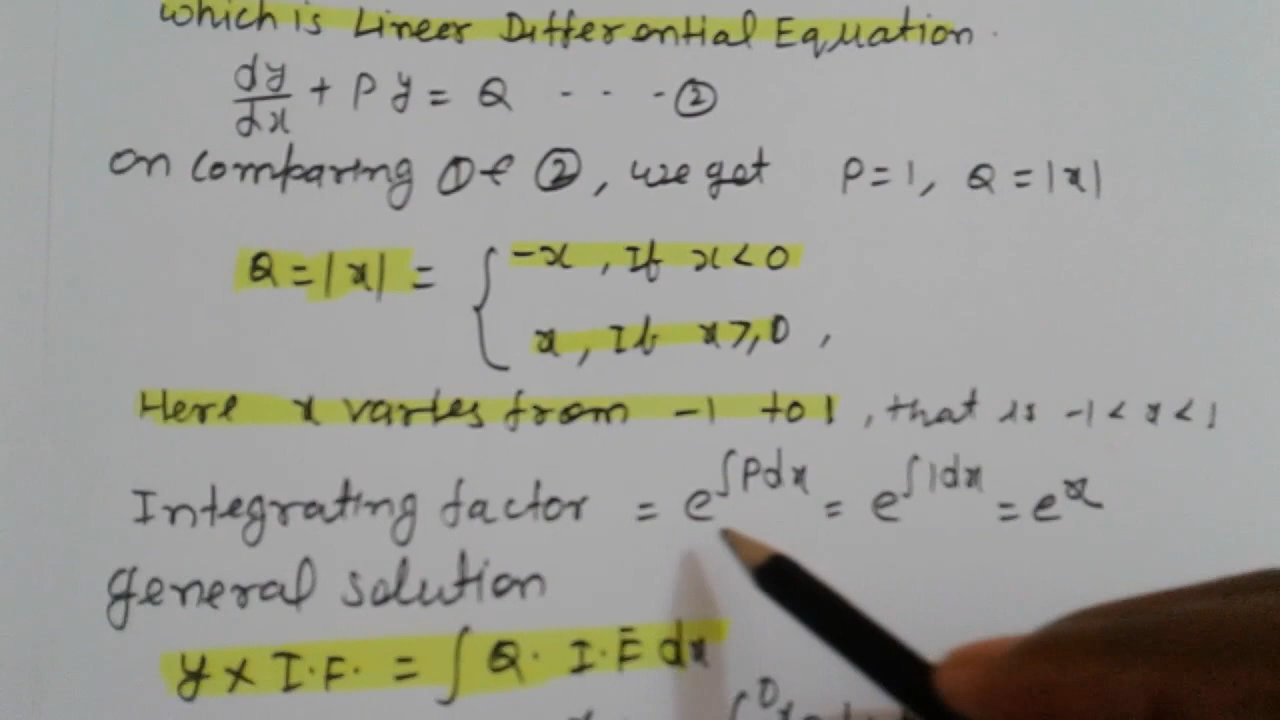 which is Lineer Differential Equation.
dy/dx + P y = Q - - - ②
on comparing ① & ②, we get P = 1, Q = |x|
Q = |x| = { -x , If x < 0
x , If x ≥ 0 ,
Here x varies from -1 to 1 , that is -1 < x < 1
Integrating factor = e^∫Pdx = e^∫1dx = e^x
general solution
y × I.F. = ∫ Q. I.F dx